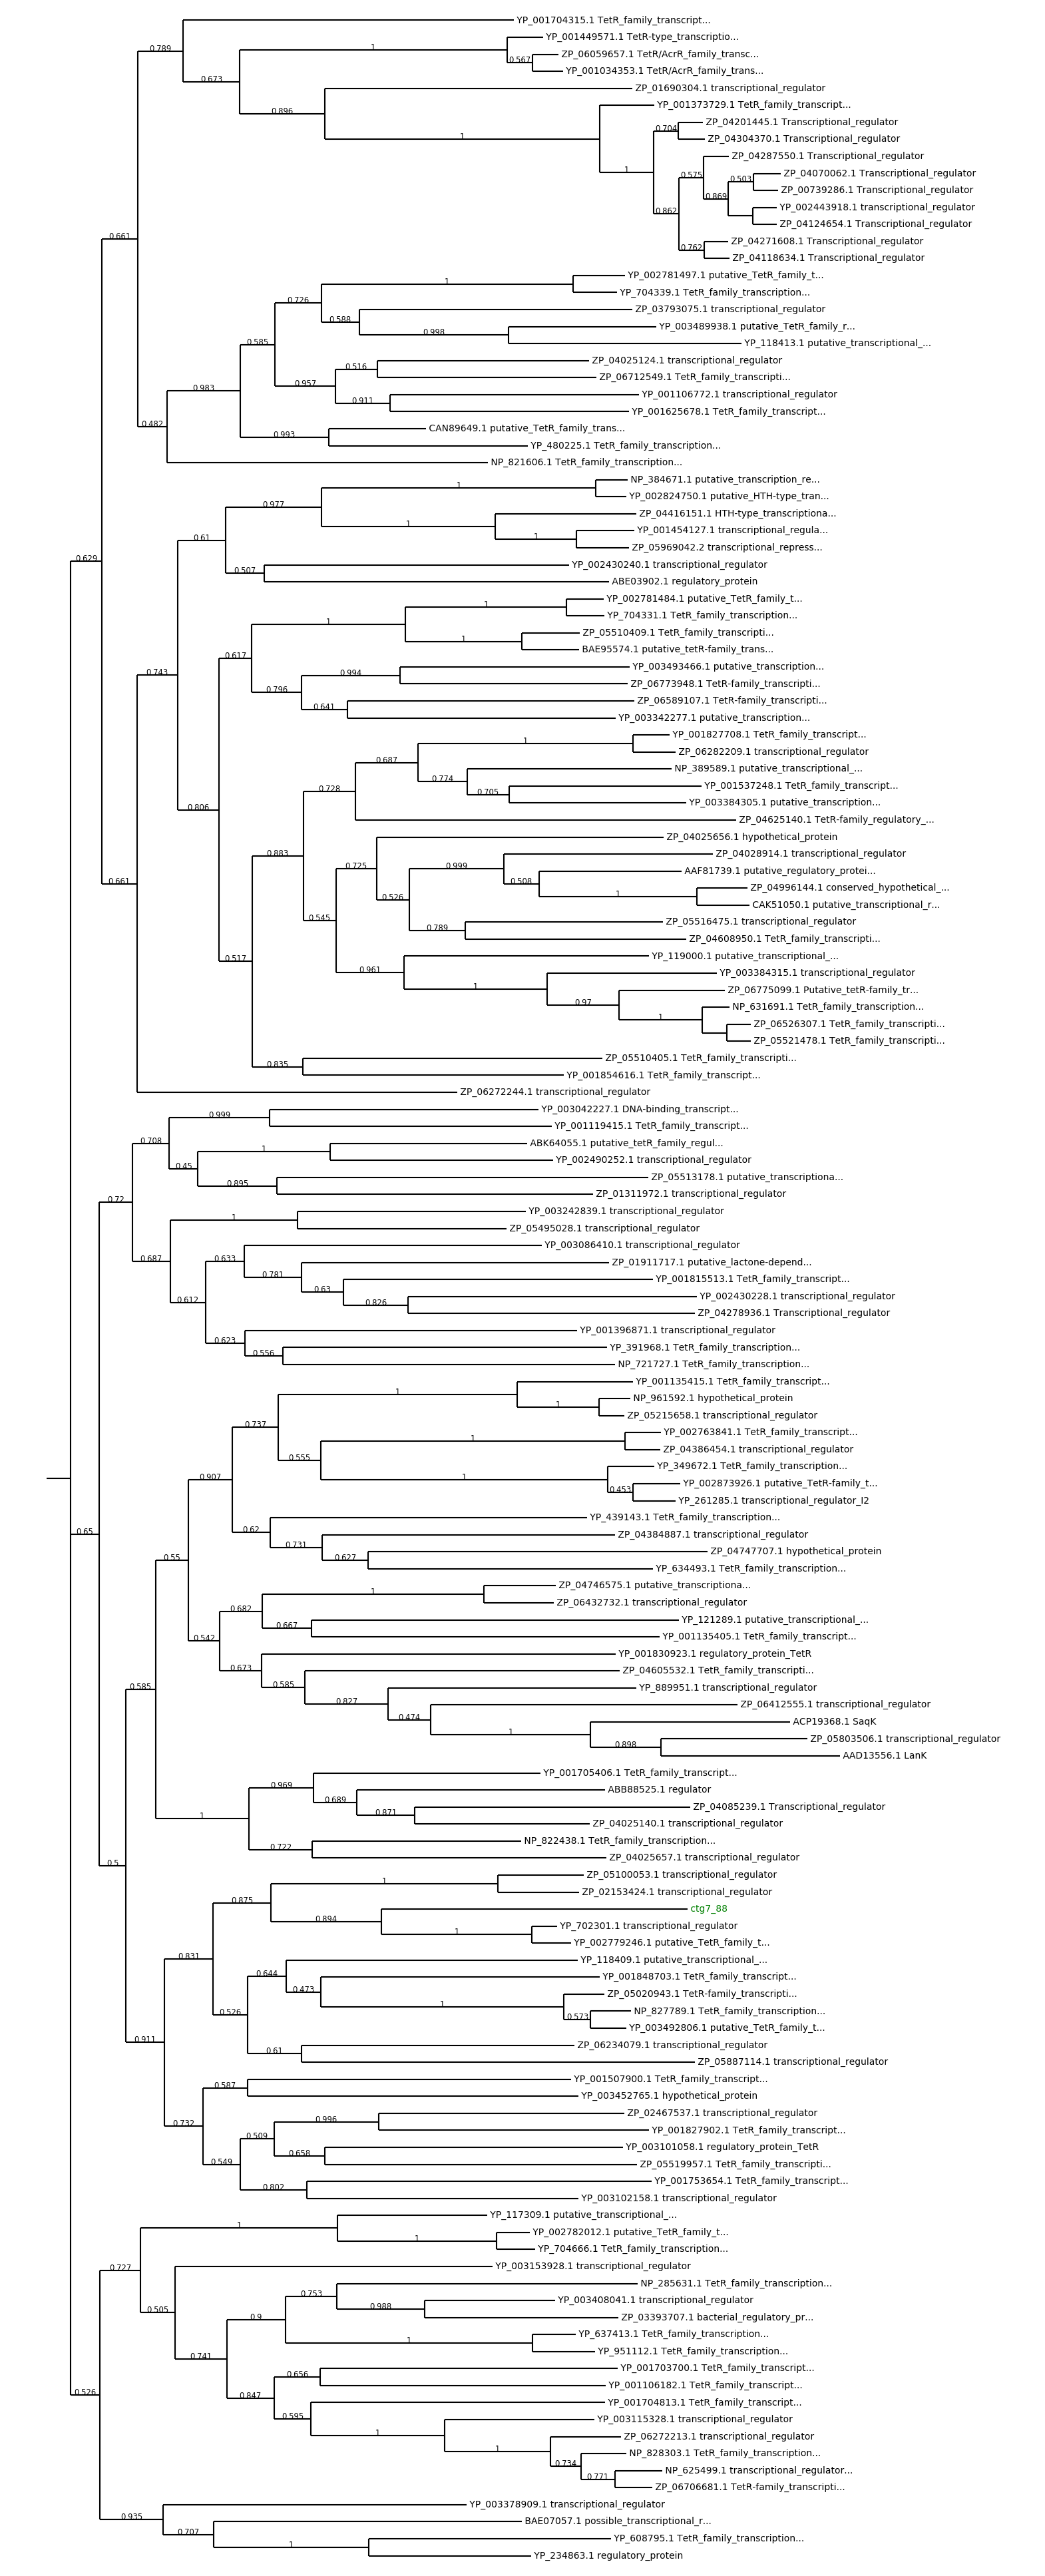 YP_001704315.1 TetR_family_transcript...
0.789
YP_001449571.1 TetR-type_transcriptio...
1
ZP_06059657.1 TetR/AcrR_family_transc...
0.567
YP_001034353.1 TetR/AcrR_family_trans...
0.673
ZP_01690304.1 transcriptional_regulator
0.896
YP_001373729.1 TetR_family_transcript...
ZP_04201445.1 Transcriptional_regulator
0.704
1
ZP_04304370.1 Transcriptional_regulator
ZP_04287550.1 Transcriptional_regulator
1
ZP_04070062.1 Transcriptional_regulator
0.575
0.503
ZP_00739286.1 Transcriptional_regulator
0.869
YP_002443918.1 transcriptional_regulator
0.862
ZP_04124654.1 Transcriptional_regulator
0.661
ZP_04271608.1 Transcriptional_regulator
0.762
ZP_04118634.1 Transcriptional_regulator
YP_002781497.1 putative_TetR_family_t...
1
YP_704339.1 TetR_family_transcription...
0.726
ZP_03793075.1 transcriptional_regulator
0.588
YP_003489938.1 putative_TetR_family_r...
0.998
0.585
YP_118413.1 putative_transcriptional_...
ZP_04025124.1 transcriptional_regulator
0.516
ZP_06712549.1 TetR_family_transcripti...
0.957
0.983
YP_001106772.1 transcriptional_regulator
0.911
YP_001625678.1 TetR_family_transcript...
0.482
CAN89649.1 putative_TetR_family_trans...
0.993
YP_480225.1 TetR_family_transcription...
NP_821606.1 TetR_family_transcription...
NP_384671.1 putative_transcription_re...
1
YP_002824750.1 putative_HTH-type_tran...
0.977
ZP_04416151.1 HTH-type_transcriptiona...
1
YP_001454127.1 transcriptional_regula...
1
0.61
ZP_05969042.2 transcriptional_repress...
0.629
YP_002430240.1 transcriptional_regulator
0.507
ABE03902.1 regulatory_protein
YP_002781484.1 putative_TetR_family_t...
1
YP_704331.1 TetR_family_transcription...
1
ZP_05510409.1 TetR_family_transcripti...
1
BAE95574.1 putative_tetR-family_trans...
0.617
YP_003493466.1 putative_transcription...
0.743
0.994
ZP_06773948.1 TetR-family_transcripti...
0.796
ZP_06589107.1 TetR-family_transcripti...
0.641
YP_003342277.1 putative_transcription...
YP_001827708.1 TetR_family_transcript...
1
ZP_06282209.1 transcriptional_regulator
0.687
NP_389589.1 putative_transcriptional_...
0.774
YP_001537248.1 TetR_family_transcript...
0.728
0.705
YP_003384305.1 putative_transcription...
0.806
ZP_04625140.1 TetR-family_regulatory_...
ZP_04025656.1 hypothetical_protein
0.883
ZP_04028914.1 transcriptional_regulator
0.725
0.999
AAF81739.1 putative_regulatory_protei...
0.661
0.508
ZP_04996144.1 conserved_hypothetical_...
1
0.526
CAK51050.1 putative_transcriptional_r...
0.545
ZP_05516475.1 transcriptional_regulator
0.789
ZP_04608950.1 TetR_family_transcripti...
0.517
YP_119000.1 putative_transcriptional_...
0.961
YP_003384315.1 transcriptional_regulator
1
ZP_06775099.1 Putative_tetR-family_tr...
0.97
NP_631691.1 TetR_family_transcription...
1
ZP_06526307.1 TetR_family_transcripti...
ZP_05521478.1 TetR_family_transcripti...
ZP_05510405.1 TetR_family_transcripti...
0.835
YP_001854616.1 TetR_family_transcript...
ZP_06272244.1 transcriptional_regulator
YP_003042227.1 DNA-binding_transcript...
0.999
YP_001119415.1 TetR_family_transcript...
0.708
ABK64055.1 putative_tetR_family_regul...
1
YP_002490252.1 transcriptional_regulator
0.45
ZP_05513178.1 putative_transcriptiona...
0.895
ZP_01311972.1 transcriptional_regulator
0.72
YP_003242839.1 transcriptional_regulator
1
ZP_05495028.1 transcriptional_regulator
YP_003086410.1 transcriptional_regulator
0.687
0.633
ZP_01911717.1 putative_lactone-depend...
0.781
YP_001815513.1 TetR_family_transcript...
0.63
YP_002430228.1 transcriptional_regulator
0.612
0.826
ZP_04278936.1 Transcriptional_regulator
YP_001396871.1 transcriptional_regulator
0.623
YP_391968.1 TetR_family_transcription...
0.556
NP_721727.1 TetR_family_transcription...
YP_001135415.1 TetR_family_transcript...
1
NP_961592.1 hypothetical_protein
1
ZP_05215658.1 transcriptional_regulator
0.737
YP_002763841.1 TetR_family_transcript...
1
ZP_04386454.1 transcriptional_regulator
0.555
YP_349672.1 TetR_family_transcription...
0.907
1
YP_002873926.1 putative_TetR-family_t...
0.453
YP_261285.1 transcriptional_regulator_I2
YP_439143.1 TetR_family_transcription...
0.65
0.62
ZP_04384887.1 transcriptional_regulator
0.731
ZP_04747707.1 hypothetical_protein
0.55
0.627
YP_634493.1 TetR_family_transcription...
ZP_04746575.1 putative_transcriptiona...
1
ZP_06432732.1 transcriptional_regulator
0.682
YP_121289.1 putative_transcriptional_...
0.667
YP_001135405.1 TetR_family_transcript...
0.542
YP_001830923.1 regulatory_protein_TetR
0.673
ZP_04605532.1 TetR_family_transcripti...
0.585
0.585
YP_889951.1 transcriptional_regulator
0.827
ZP_06412555.1 transcriptional_regulator
0.474
ACP19368.1 SaqK
1
ZP_05803506.1 transcriptional_regulator
0.898
AAD13556.1 LanK
YP_001705406.1 TetR_family_transcript...
0.969
ABB88525.1 regulator
0.689
ZP_04085239.1 Transcriptional_regulator
1
0.871
ZP_04025140.1 transcriptional_regulator
NP_822438.1 TetR_family_transcription...
0.722
ZP_04025657.1 transcriptional_regulator
0.5
ZP_05100053.1 transcriptional_regulator
1
ZP_02153424.1 transcriptional_regulator
0.875
ctg7_88
0.894
YP_702301.1 transcriptional_regulator
1
YP_002779246.1 putative_TetR_family_t...
0.831
YP_118409.1 putative_transcriptional_...
0.644
YP_001848703.1 TetR_family_transcript...
0.473
ZP_05020943.1 TetR-family_transcripti...
1
NP_827789.1 TetR_family_transcription...
0.526
0.573
YP_003492806.1 putative_TetR_family_t...
0.911
ZP_06234079.1 transcriptional_regulator
0.61
ZP_05887114.1 transcriptional_regulator
YP_001507900.1 TetR_family_transcript...
0.587
YP_003452765.1 hypothetical_protein
ZP_02467537.1 transcriptional_regulator
0.732
0.996
YP_001827902.1 TetR_family_transcript...
0.509
YP_003101058.1 regulatory_protein_TetR
0.658
ZP_05519957.1 TetR_family_transcripti...
0.549
YP_001753654.1 TetR_family_transcript...
0.802
YP_003102158.1 transcriptional_regulator
YP_117309.1 putative_transcriptional_...
1
YP_002782012.1 putative_TetR_family_t...
1
YP_704666.1 TetR_family_transcription...
0.727
YP_003153928.1 transcriptional_regulator
NP_285631.1 TetR_family_transcription...
0.753
YP_003408041.1 transcriptional_regulator
0.505
0.988
ZP_03393707.1 bacterial_regulatory_pr...
0.9
YP_637413.1 TetR_family_transcription...
1
YP_951112.1 TetR_family_transcription...
0.741
YP_001703700.1 TetR_family_transcript...
0.656
YP_001106182.1 TetR_family_transcript...
0.526
0.847
YP_001704813.1 TetR_family_transcript...
0.595
YP_003115328.1 transcriptional_regulator
1
ZP_06272213.1 transcriptional_regulator
1
NP_828303.1 TetR_family_transcription...
0.734
NP_625499.1 transcriptional_regulator...
0.771
ZP_06706681.1 TetR-family_transcripti...
YP_003378909.1 transcriptional_regulator
0.935
BAE07057.1 possible_transcriptional_r...
0.707
YP_608795.1 TetR_family_transcription...
1
YP_234863.1 regulatory_protein